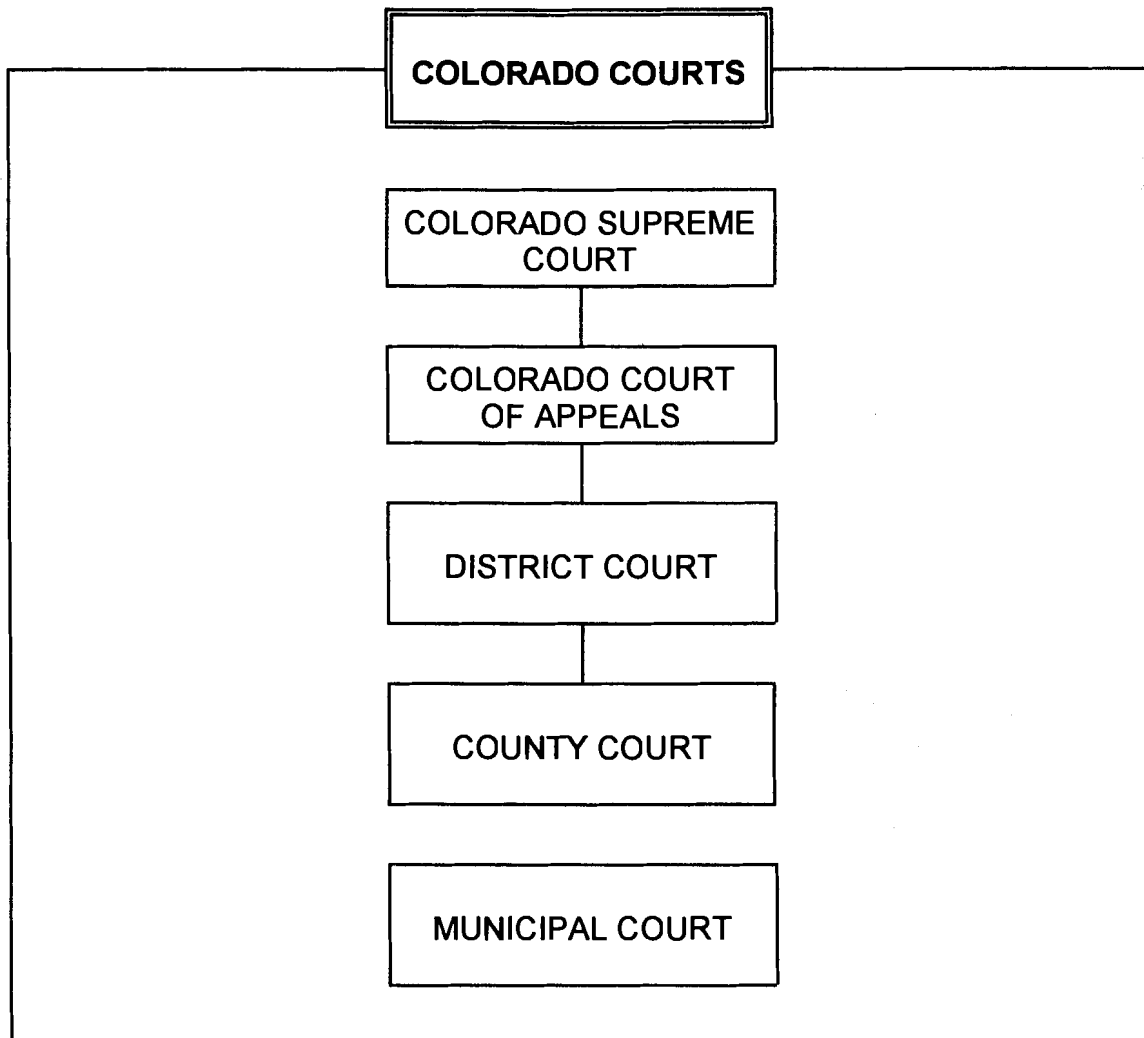 COLORADO COURTS
COLORADO SUPREME
COURT
COLORADO COURT
OF APPEALS
DISTRICT COURT
COUNTY COURT
MUNICIPAL COURT